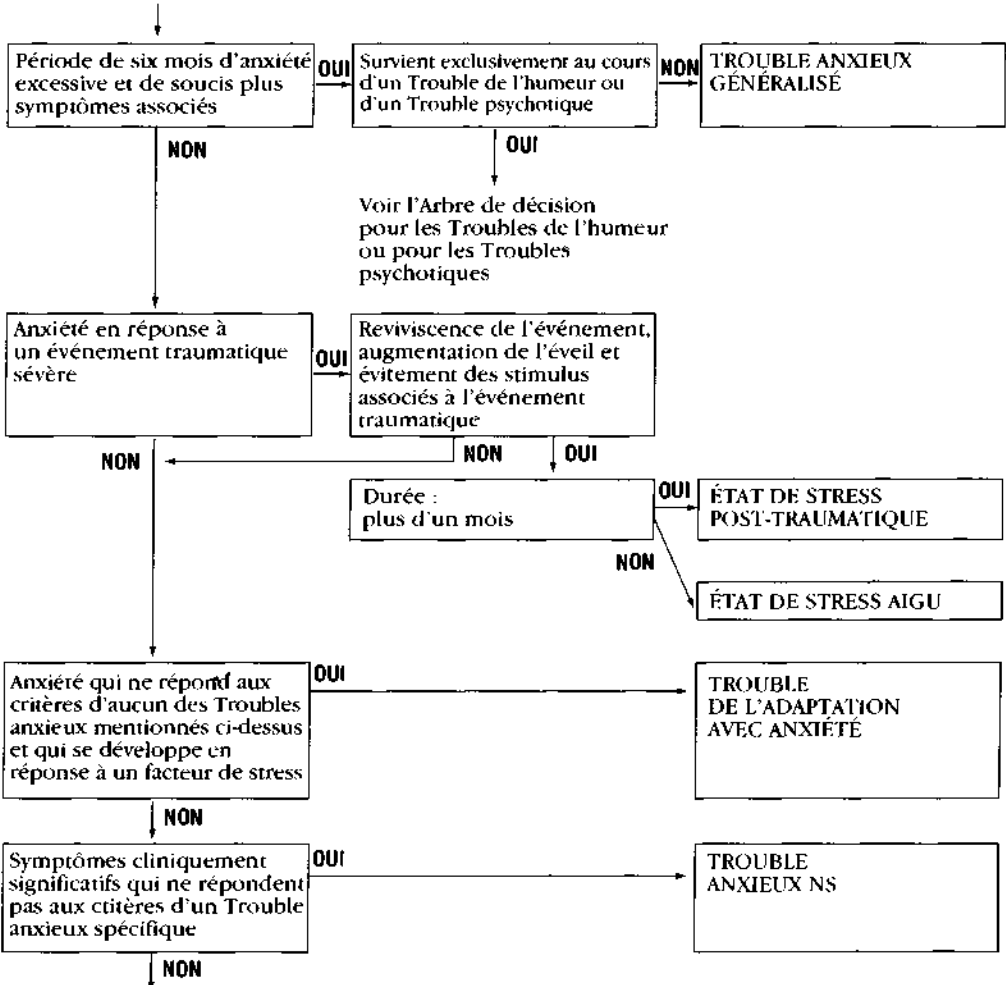 Période de six mois d'anxiété
excessive et de soucis plus
symptômes associés
OUI
Survient exclusivement au cours
d'un Trouble de l'humeur ou
d'un Trouble psychotique
NON
TROUBLE ANXIEUX
GÉNÉRALISÉ
NON
OUI
Voir l'Arbre de décision
pour les Troubles de l'humeur
ou pour les Troubles
psychotiques
Anxiété en réponse à
un événement traumatique
sévère
OUI
Reviviscence de l'événement,
augmentation de l'éveil et
évitement des stimulus
associés à l'événement
traumatique
NON
NON
OUI
Durée :
plus d'un mois
OUI
ÉTAT DE STRESS
POST-TRAUMATIQUE
NON
ÉTAT DE STRESS AIGU
Anxiété qui ne répond aux
critères d'aucun des Troubles
anxieux mentionnés ci-dessus
et qui se développe en
réponse à un facteur de stress
OUI
TROUBLE
DE L'ADAPTATION
AVEC ANXIÉTÉ
NON
Symptômes cliniquement
significatifs qui ne répondent
pas aux ctitères d'un Trouble
anxieux spécifique
OUI
TROUBLE
ANXIEUX NS
NON